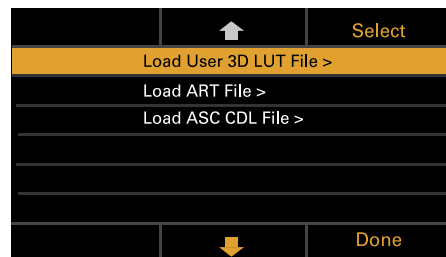 Select
Load User 3D LUT File >
Load ART File >
Load ASC CDL File >
Done